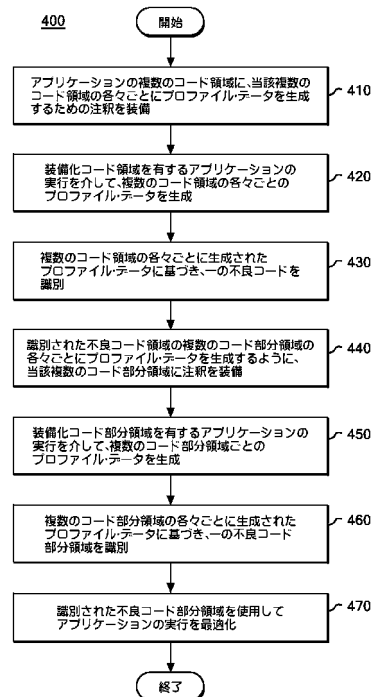 400
開始
アプリケーションの複数のコード領域に、当該複数の
コード領域の各々ごとにプロファイル・データを生成
するための注釈を装備
410
装備化コード領域を有するアプリケーションの
実行を介して、複数のコード領域の各々ごとの
プロファイル・データを生成
420
複数のコード領域の各々ごとに生成された
プロファイル・データに基づき、一の不良コードを
識別
430
識別された不良コード領域の複数のコード部分領域の
各々ごとにプロファイル・データを生成するように、
当該複数のコード部分領域に注釈を装備
440
装備化コード部分領域を有するアプリケーションの
実行を介して、複数のコード部分領域ごとの
プロファイル・データを生成
450
複数のコード部分領域の各々ごとに生成された
プロファイル・データに基づき、一の不良コード
部分領域を識別
460
識別された不良コード部分領域を使用して
アプリケーションの実行を最適化
470
終了